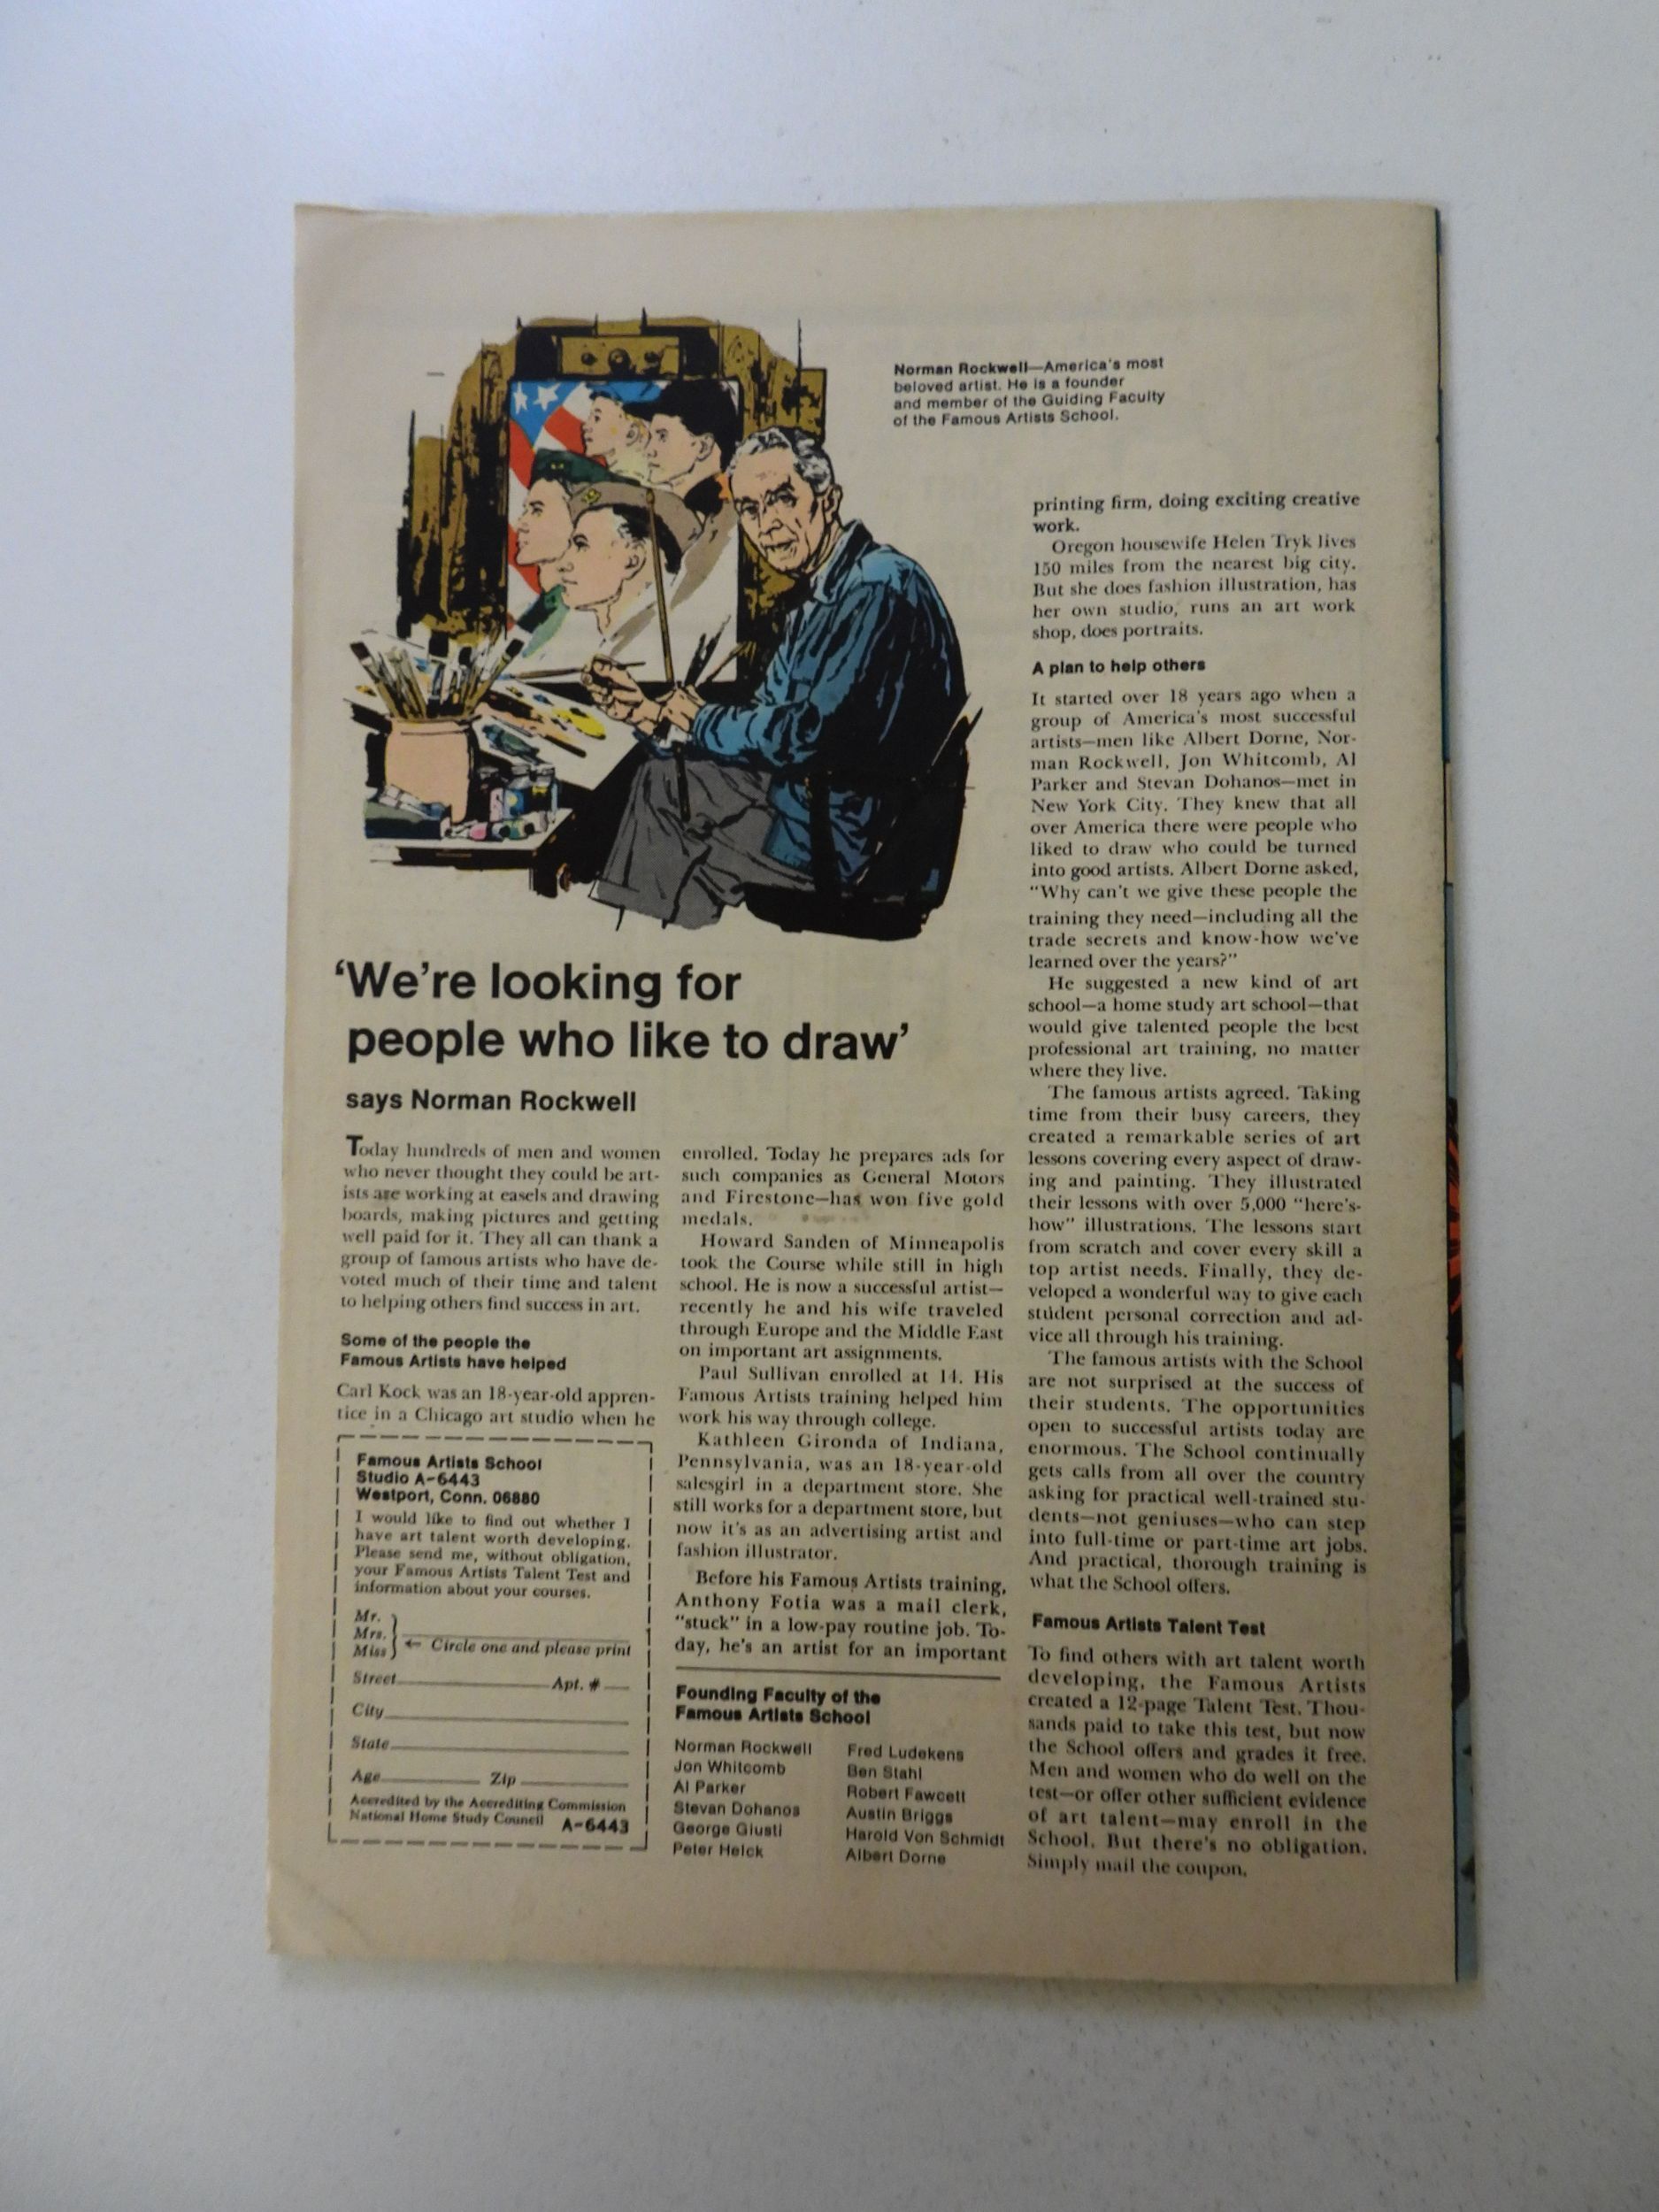 Norman Rockwell—America's most
beloved artist. He is a founder
and member of the Guiding Faculty
of the Famous Artists School.
'We're looking for
people who like to draw'
says Norman Rockwell
Today hundreds of men and women
who never thought they could be art-
ists are working at easels and drawing
boards, making pictures and getting
well paid for it. They all can thank a
group of famous artists who have de-
voted much of their time and talent
to helping others find success in art.
Some of the people the
Famous Artists have helped
Carl Kock was an 18-year-old appren-
tice in a Chicago art studio when he
enrolled. Today he prepares ads for
such companies as General Motors
and Firestone—has won five gold
medals.
Howard Sanden of Minneapolis
took the Course while still in high
school. He is now a successful artist—
recently he and his wife traveled
through Europe and the Middle East
on important art assignments.
Paul Sullivan enrolled at 14. His
Famous Artists training helped him
work his way through college.
Kathleen Gironda of Indiana,
Pennsylvania, was an 18-year-old
salesgirl in a department store. She
still works for a department store, but
now it's as an advertising artist and
fashion illustrator.
Before his Famous Artists training,
Anthony Fotia was a mail clerk,
"stuck" in a low-pay routine job. To-
day, he's an artist for an important
printing firm, doing exciting creative
work.
Oregon housewife Helen Tryk lives
150 miles from the nearest big city.
But she does fashion illustration, has
her own studio, runs an art work
shop, does portraits.
A plan to help others
It started over 18 years ago when a
group of America's most successful
artists—men like Albert Dorne, Nor-
man Rockwell, Jon Whitcomb, Al
Parker and Stevan Dohanos—met in
New York City. They knew that all
over America there were people who
liked to draw who could be turned
into good artists. Albert Dorne asked,
"Why can't we give these people the
training they need—including all the
trade secrets and know-how we've
learned over the years?"
He suggested a new kind of art
school—a home study art school—that
would give talented people the best
professional art training, no matter
where they live.
The famous artists agreed. Taking
time from their busy careers, they
created a remarkable series of art
lessons covering every aspect of draw-
ing and painting. They illustrated
their lessons with over 5,000 "here's-
how" illustrations. The lessons start
from scratch and cover every skill a
top artist needs. Finally, they de-
veloped a wonderful way to give each
student personal correction and ad-
vice all through his training.
The famous artists with the School
are not surprised at the success of
their students. The opportunities
open to successful artists today are
enormous. The School continually
gets calls from all over the country
asking for practical well-trained stu-
dents—not geniuses—who can step
into full-time or part-time art jobs.
And practical, thorough training is
what the School offers.
Famous Artists Talent Test
To find others with art talent worth
developing, the Famous Artists
created a 12-page Talent Test. Thou-
sands paid to take this test, but now
the School offers and grades it free.
Men and women who do well on the
test—or offer other sufficient evidence
of art talent—may enroll in the
School. But there's no obligation.
Simply mail the coupon.
Famous Artists School
Studio A-6443
Westport, Conn. 06880
I would like to find out whether I
have art talent worth developing.
Please send me, without obligation,
your Famous Artists Talent Test and
information about your courses.
Mr.
Mrs.
Miss ← Circle one and please print
Street Apt. #
City
State
Age Zip
Accredited by the Accrediting Commission
National Home Study Council A-6443
Founding Faculty of the
Famous Artists School
Norman Rockwell
Jon Whitcomb
Al Parker
Stevan Dohanos
George Giusti
Peter Helck
Fred Ludekens
Ben Stahl
Robert Fawcett
Austin Briggs
Harold Von Schmidt
Albert Dorne